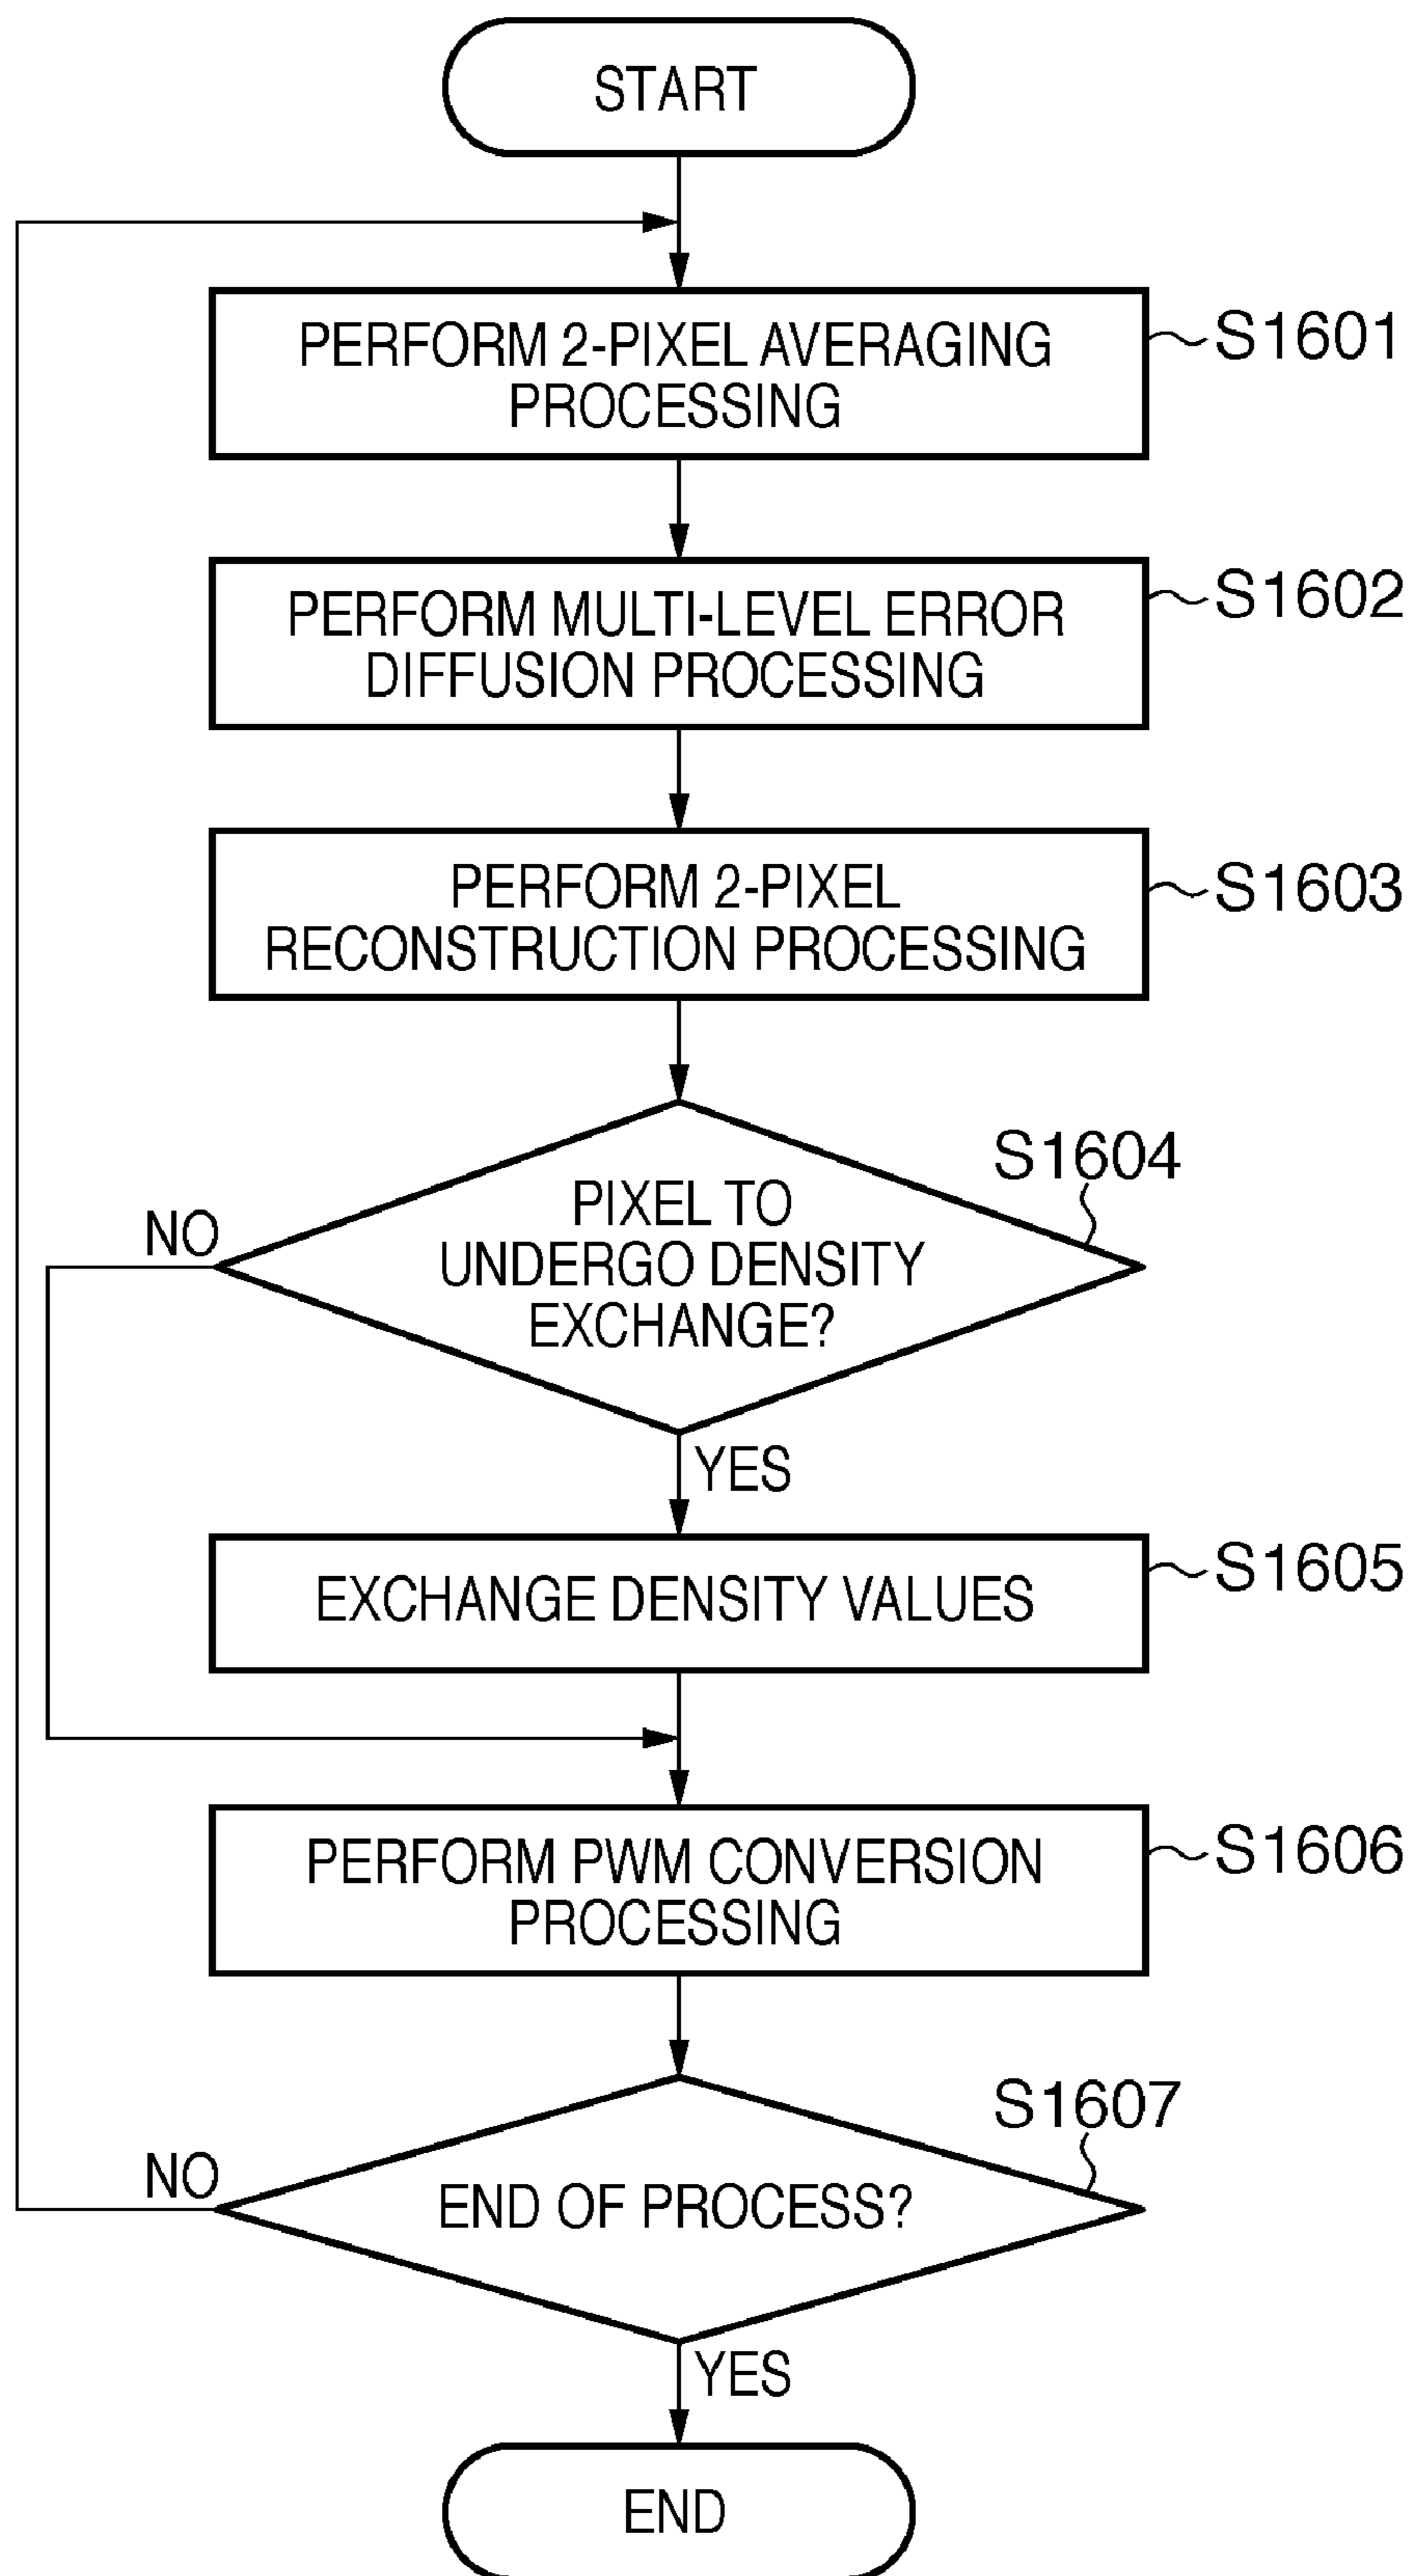 START
PERFORM 2-PIXEL AVERAGING
PROCESSING
S1601
PERFORM MULTI-LEVEL ERROR
DIFFUSION PROCESSING
S1602
PERFORM 2-PIXEL
RECONSTRUCTION PROCESSING
S1603
S1604
PIXEL TO
UNDERGO DENSITY
EXCHANGE?
NO
YES
EXCHANGE DENSITY VALUES
S1605
PERFORM PWM CONVERSION
PROCESSING
S1606
S1607
END OF PROCESS?
NO
YES
END